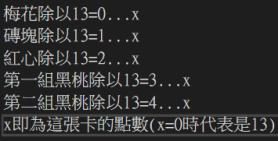 梅花除以13=0...x
磚塊除以13=1...x
紅心除以13=2...x
第一組黑桃除以13=3...x
第二組黑桃除以13=4...x
x即為這張卡的點數(x=0時代表是13)